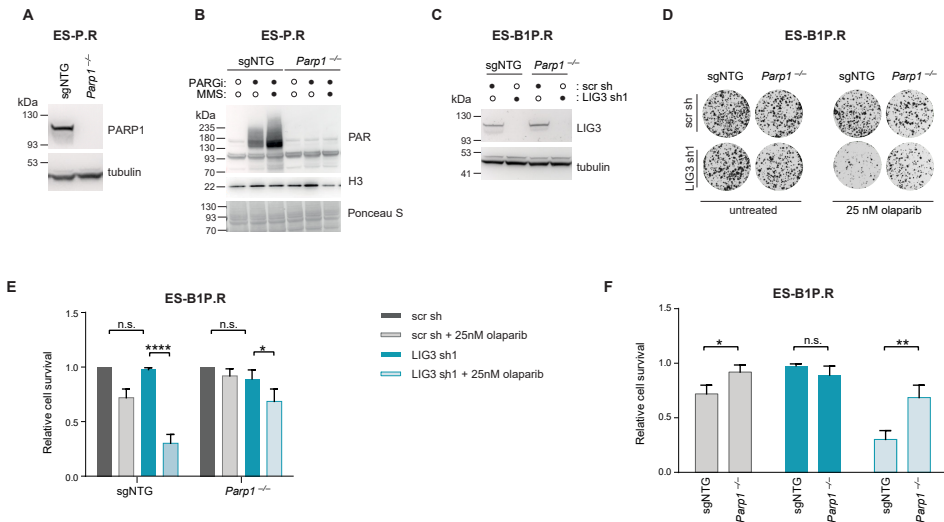 A
ES-P.R
sgNTG
Parp1 –/–
kDa
130
PARP1
53
tubulin
B
ES-P.R
sgNTG
Parp1 –/–
PARGi:
MMS:
kDa
235
180
130
93
70
PAR
22
H3
130
93
70
Ponceau S
C
ES-B1P.R
sgNTG
Parp1 –/–
: scr sh
: LIG3 sh1
kDa
130
93
LIG3
53
41
tubulin
D
ES-B1P.R
sgNTG
Parp1 –/–
sgNTG
Parp1 –/–
scr sh
LIG3 sh1
untreated
25 nM olaparib
E
ES-B1P.R
Relative cell survival
1.5
1.0
0.5
0.0
n.s.
****
n.s.
*
sgNTG
Parp1 –/–
scr sh
scr sh + 25nM olaparib
LIG3 sh1
LIG3 sh1 + 25nM olaparib
F
ES-B1P.R
Relative cell survival
1.5
1.0
0.5
0.0
*
n.s.
**
sgNTG
Parp1 –/–
sgNTG
Parp1 –/–
sgNTG
Parp1 –/–